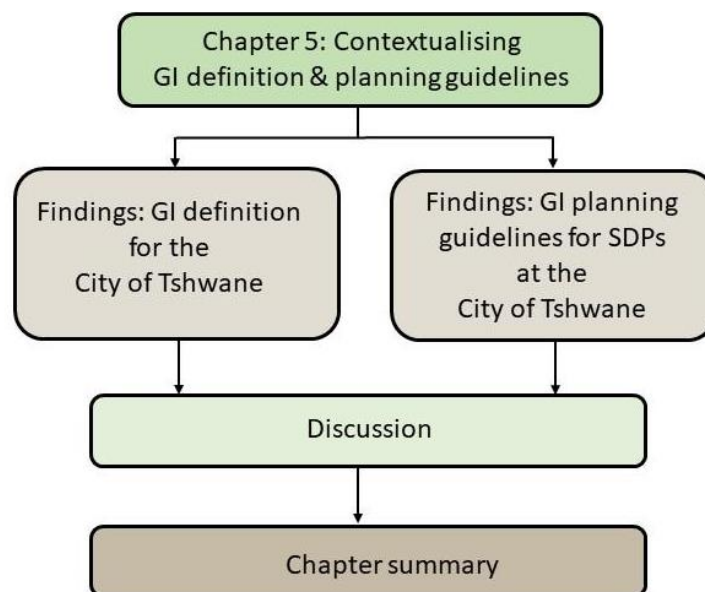 Chapter 5: Contextualising
GI definition & planning guidelines
Findings: GI definition
for the
City of Tshwane
Findings: GI planning
guidelines for SDPs
at the
City of Tshwane
Discussion
Chapter summary